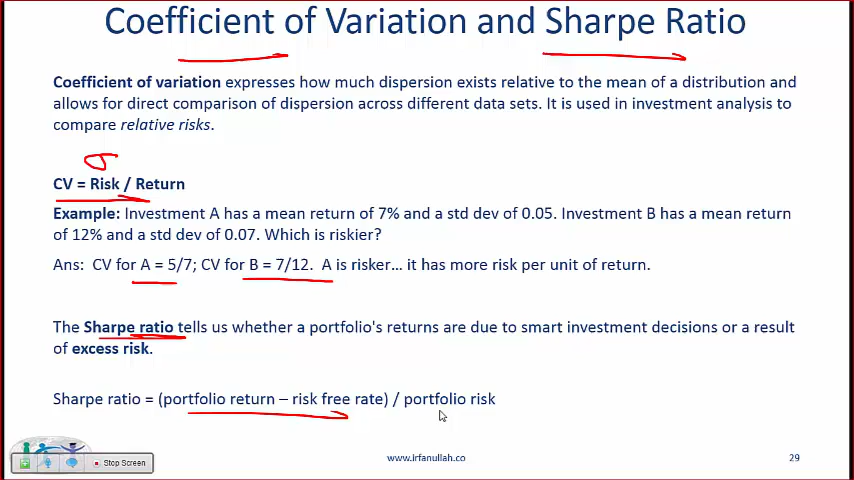 Coefficient of Variation and Sharpe Ratio
Coefficient of variation expresses how much dispersion exists relative to the mean of a distribution and
allows for direct comparison of dispersion across different data sets. It is used in investment analysis to
compare relative risks.
σ
CV = Risk / Return
Example: Investment A has a mean return of 7% and a std dev of 0.05. Investment B has a mean return
of 12% and a std dev of 0.07. Which is riskier?
Ans: CV for A = 5/7; CV for B = 7/12. A is risker… it has more risk per unit of return.
The Sharpe ratio tells us whether a portfolio's returns are due to smart investment decisions or a result
of excess risk.
Sharpe ratio = (portfolio return – risk free rate) / portfolio risk
Stop Screen
www.irfanullah.co
29